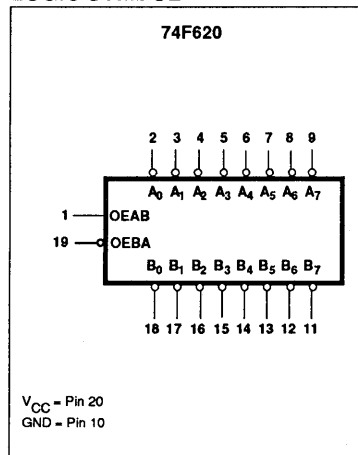 74F620
2 3 4 5 6 7 8 9
A0 A1 A2 A3 A4 A5 A6 A7
1 OEAB
19 OEBA
B0 B1 B2 B3 B4 B5 B6 B7
18 17 16 15 14 13 12 11
VCC = Pin 20
GND = Pin 10